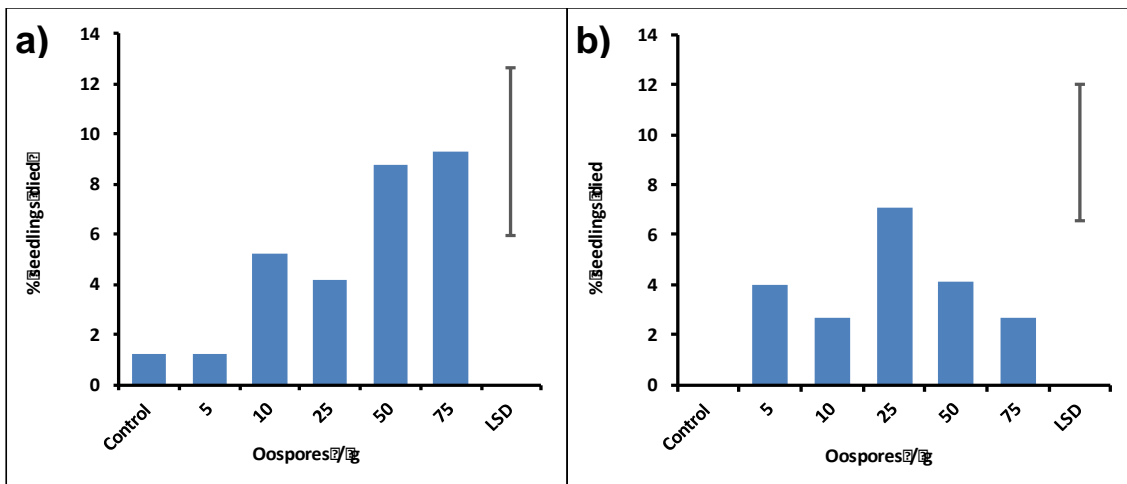 a)
14
12
10
8
6
4
2
0
%⍰seedlings⍰died⍰
Control 5 10 25 50 75 LSD
Oospores⍰/⍰g
b)
14
12
10
8
6
4
2
0
%⍰seedlings⍰died
Control 5 10 25 50 75 LSD
Oospores⍰/⍰g